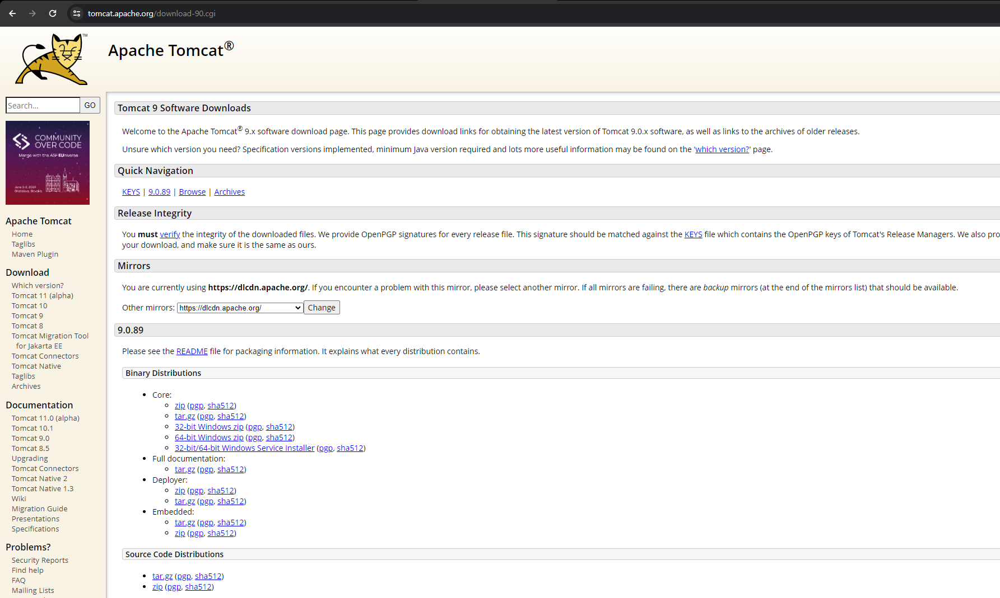 tomcat.apache.org/download-90.cgi
TM
Apache Tomcat®
Search...
GO
COMMUNITY
OVER CODE
Merge with the ASF EUniverse
June 3-5, 2024
Bratislava, Slovakia
Apache Tomcat
Home
Taglibs
Maven Plugin
Download
Which version?
Tomcat 11 (alpha)
Tomcat 10
Tomcat 9
Tomcat 8
Tomcat Migration Tool
for Jakarta EE
Tomcat Connectors
Tomcat Native
Taglibs
Archives
Documentation
Tomcat 11.0 (alpha)
Tomcat 10.1
Tomcat 9.0
Tomcat 8.5
Upgrading
Tomcat Connectors
Tomcat Native 2
Tomcat Native 1.3
Wiki
Migration Guide
Presentations
Specifications
Problems?
Security Reports
Find help
FAQ
Mailing Lists
Tomcat 9 Software Downloads
Welcome to the Apache Tomcat® 9.x software download page. This page provides download links for obtaining the latest version of Tomcat 9.0.x software, as well as links to the archives of older releases.
Unsure which version you need? Specification versions implemented, minimum Java version required and lots more useful information may be found on the 'which version?' page.
Quick Navigation
KEYS | 9.0.89 | Browse | Archives
Release Integrity
You must verify the integrity of the downloaded files. We provide OpenPGP signatures for every release file. This signature should be matched against the KEYS file which contains the OpenPGP keys of Tomcat's Release Managers. We also pro
your download, and make sure it is the same as ours.
Mirrors
You are currently using https://dlcdn.apache.org/. If you encounter a problem with this mirror, please select another mirror. If all mirrors are failing, there are backup mirrors (at the end of the mirrors list) that should be available.
Other mirrors: https://dlcdn.apache.org/ Change
9.0.89
Please see the README file for packaging information. It explains what every distribution contains.
Binary Distributions
Core:
zip (pgp, sha512)
tar.gz (pgp, sha512)
32-bit Windows zip (pgp, sha512)
64-bit Windows zip (pgp, sha512)
32-bit/64-bit Windows Service Installer (pgp, sha512)
Full documentation:
tar.gz (pgp, sha512)
Deployer:
zip (pgp, sha512)
tar.gz (pgp, sha512)
Embedded:
tar.gz (pgp, sha512)
zip (pgp, sha512)
Source Code Distributions
tar.gz (pgp, sha512)
zip (pgp, sha512)